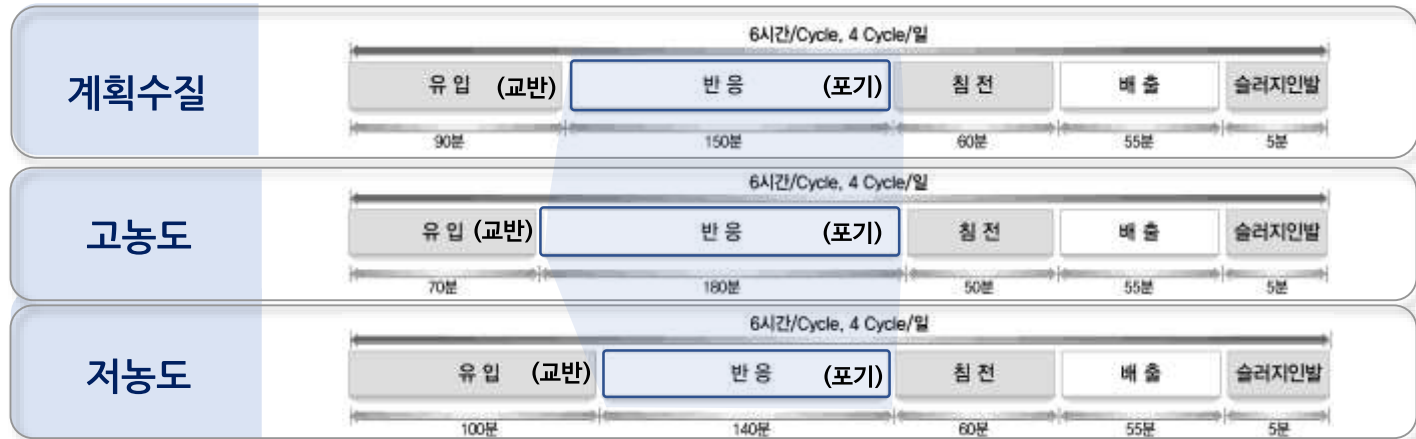 계획수질
6시간/Cycle, 4 Cycle/일
유 입 (교반) 반 응 (포기) 침 전 배 출 슬러지인발
90분 150분 60분 55분 5분
고농도
6시간/Cycle, 4 Cycle/일
유 입 (교반) 반 응 (포기) 침 전 배 출 슬러지인발
70분 180분 50분 55분 5분
저농도
6시간/Cycle, 4 Cycle/일
유 입 (교반) 반 응 (포기) 침 전 배 출 슬러지인발
100분 140분 60분 55분 5분